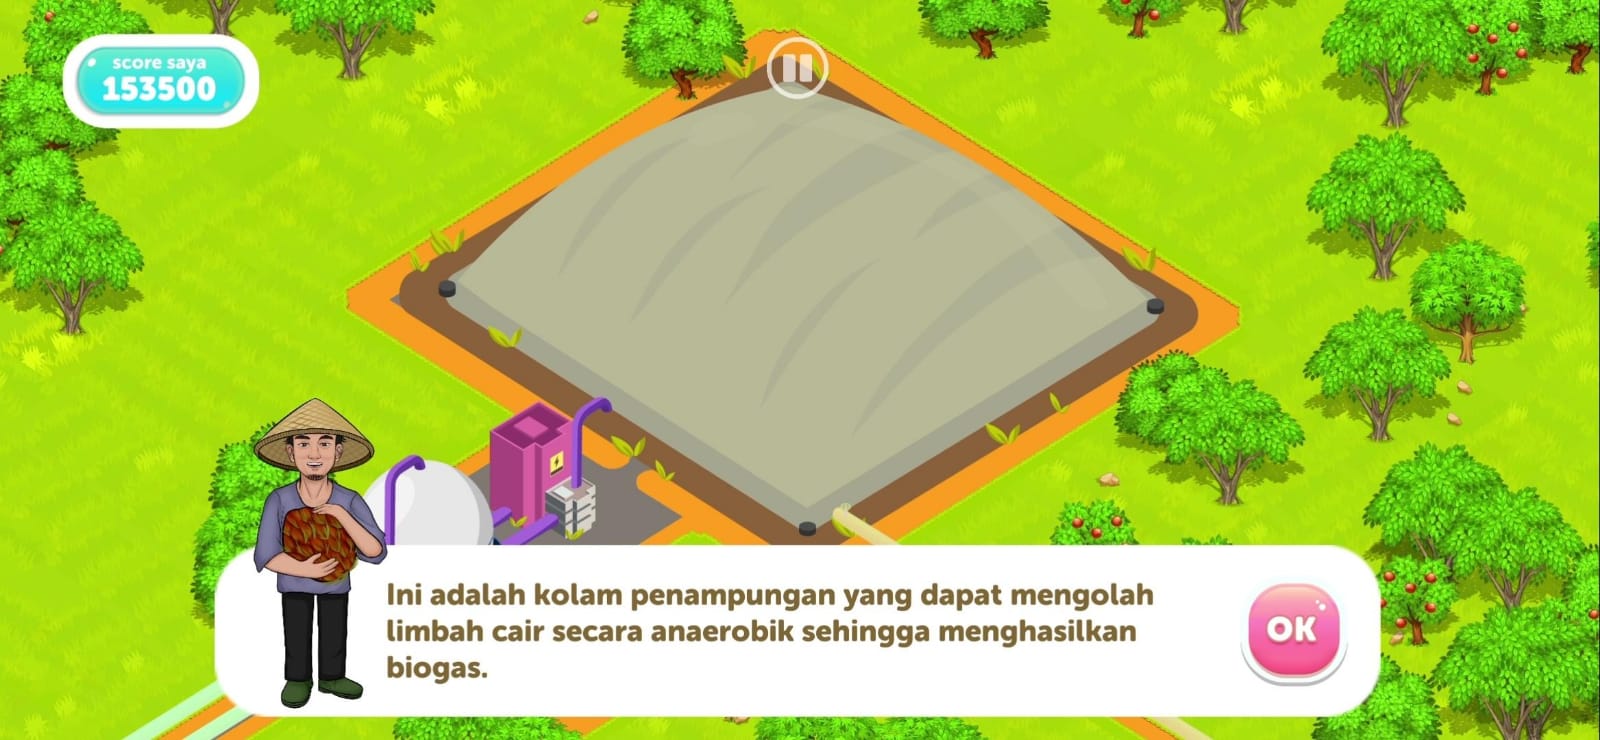 score saya
153500
Ini adalah kolam penampungan yang dapat mengolah
limbah cair secara anaerobik sehingga menghasilkan
biogas.
OK